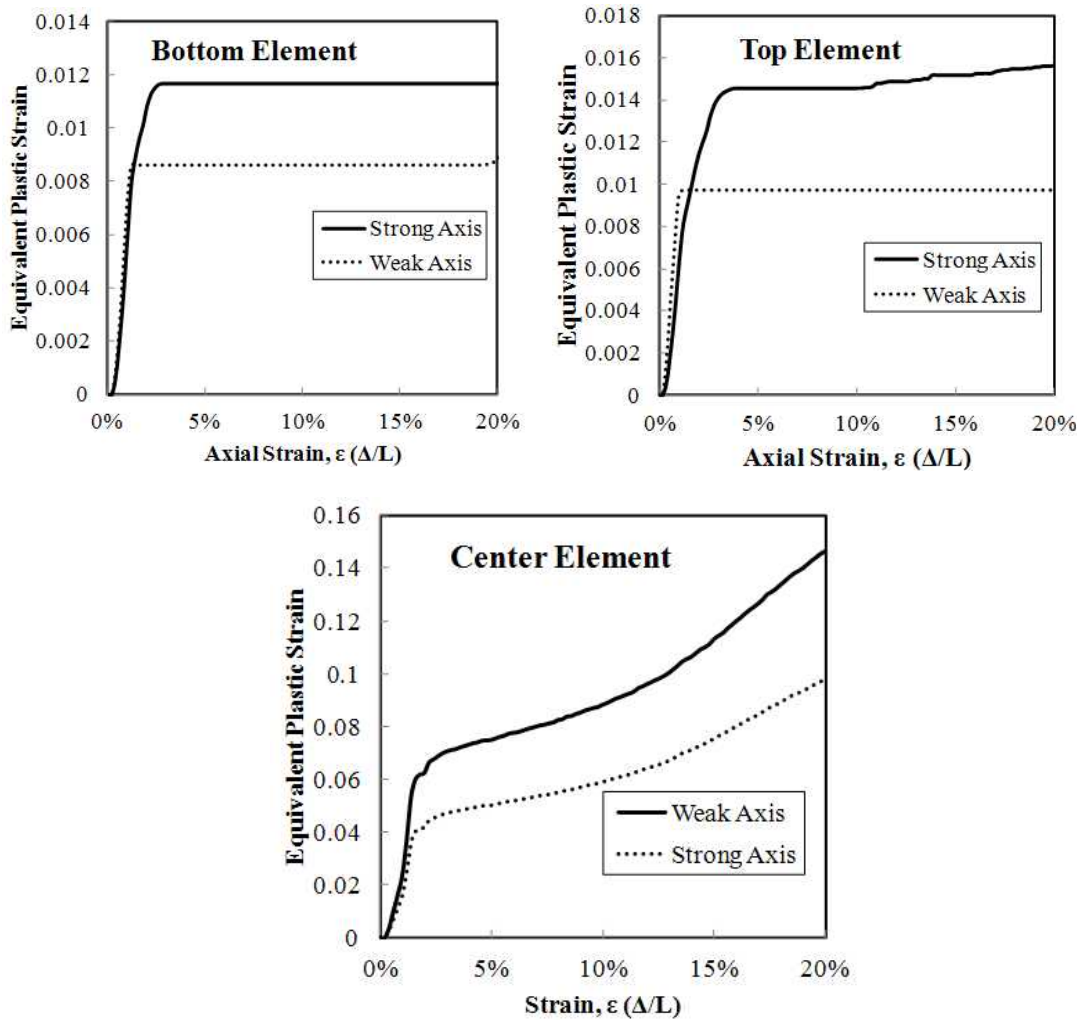 Bottom Element
Equivalent Plastic Strain
0.014
0.012
0.01
0.008
0.006
0.004
0.002
0
Strong Axis
Weak Axis
0%
5%
10%
15%
20%
Axial Strain, ε (Δ/L)
Top Element
Equivalent Plastic Strain
0.018
0.016
0.014
0.012
0.01
0.008
0.006
0.004
0.002
0
Strong Axis
Weak Axis
0%
5%
10%
15%
20%
Axial Strain, ε (Δ/L)
Center Element
Equivalent Plastic Strain
0.16
0.14
0.12
0.1
0.08
0.06
0.04
0.02
0
Weak Axis
Strong Axis
0%
5%
10%
15%
20%
Strain, ε (Δ/L)